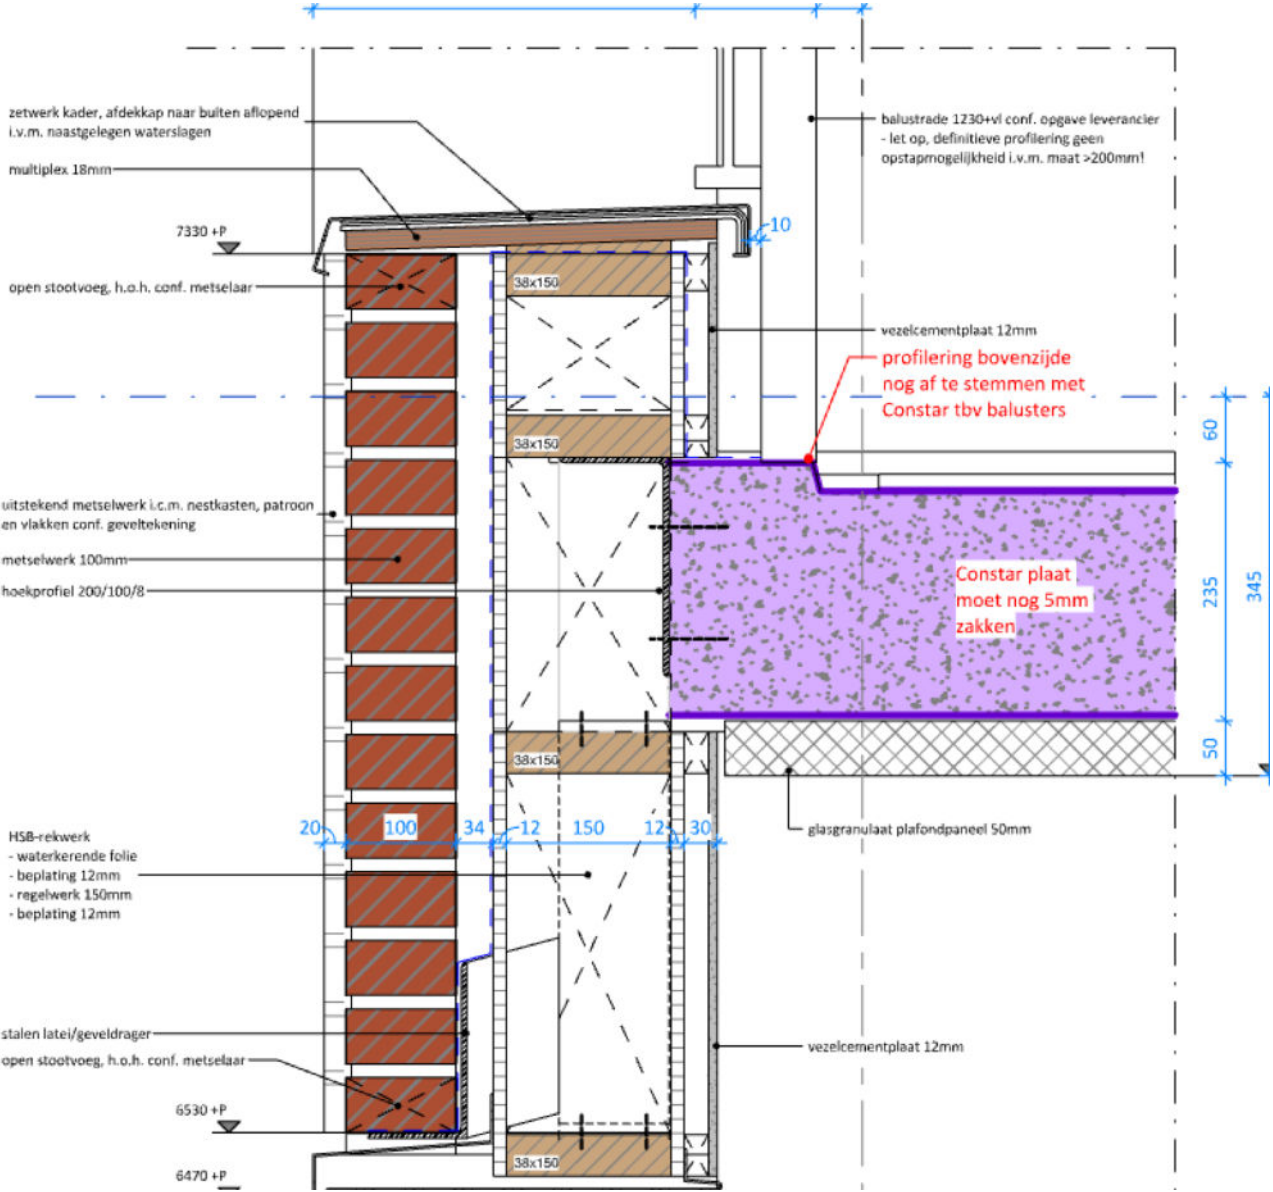 zetwerk kader, afdekkap naar buiten aflopend
i.v.m. naastgelegen waterslagen
multiplex 18mm
7330 +P
open stootvoeg, h.o.h. conf. metselaar
uitstekend metselwerk i.c.m. nestkasten, patroon
en vlakken conf. geveltekening
metselwerk 100mm
hoekprofiel 200/100/8
HSB-rekwerk
- waterkerende folie
- beplating 12mm
- regelwerk 150mm
- beplating 12mm
stalen latei/geveldrager
open stootvoeg, h.o.h. conf. metselaar
6530 +P
6470 +P
38x150
38x150
38x150
38x150
20
100
34
12
150
12
30
10
balustrade 1230+vl conf. opgave leverancier
- let op, definitieve profilering geen
opstapmogelijkheid i.v.m. maat >200mm!
vezelcementplaat 12mm
profilering bovenzijde
nog af te stemmen met
Constar tbv balusters
Constar plaat
moet nog 5mm
zakken
60
235
345
50
glasgranulaat plafondpaneel 50mm
vezelcementplaat 12mm